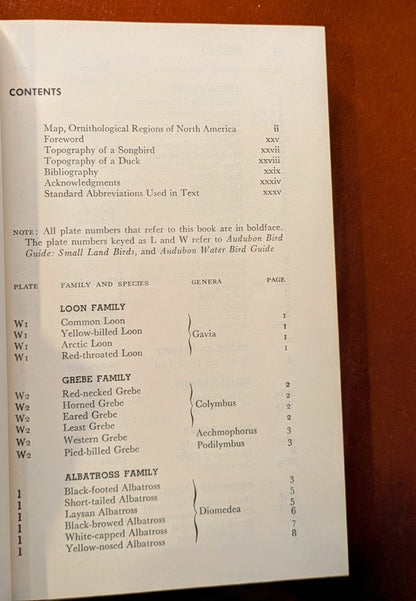 CONTENTS
Map, Ornithological Regions of North America ii
Foreword xxv
Topography of a Songbird xxvii
Topography of a Duck xxviii
Bibliography xxix
Acknowledgments xxxiv
Standard Abbreviations Used in Text xxxv
NOTE: All plate numbers that refer to this book are in boldface.
The plate numbers keyed as L and W refer to Audubon Bird
Guide: Small Land Birds, and Audubon Water Bird Guide
PLATE FAMILY AND SPECIES GENERA PAGE
LOON FAMILY
W1 Common Loon 1
W1 Yellow-billed Loon Gavia 1
W1 Arctic Loon 1
W1 Red-throated Loon 1
GREBE FAMILY
W2 Red-necked Grebe 2
W2 Horned Grebe Colymbus 2
W2 Eared Grebe 2
W2 Least Grebe 2
W2 Western Grebe Aechmophorus 3
W2 Pied-billed Grebe Podilymbus 3
ALBATROSS FAMILY
1 Black-footed Albatross 3
1 Short-tailed Albatross 5
1 Laysan Albatross Diomedea 5
1 Black-browed Albatross 6
1 White-capped Albatross 7
1 Yellow-nosed Albatross 8